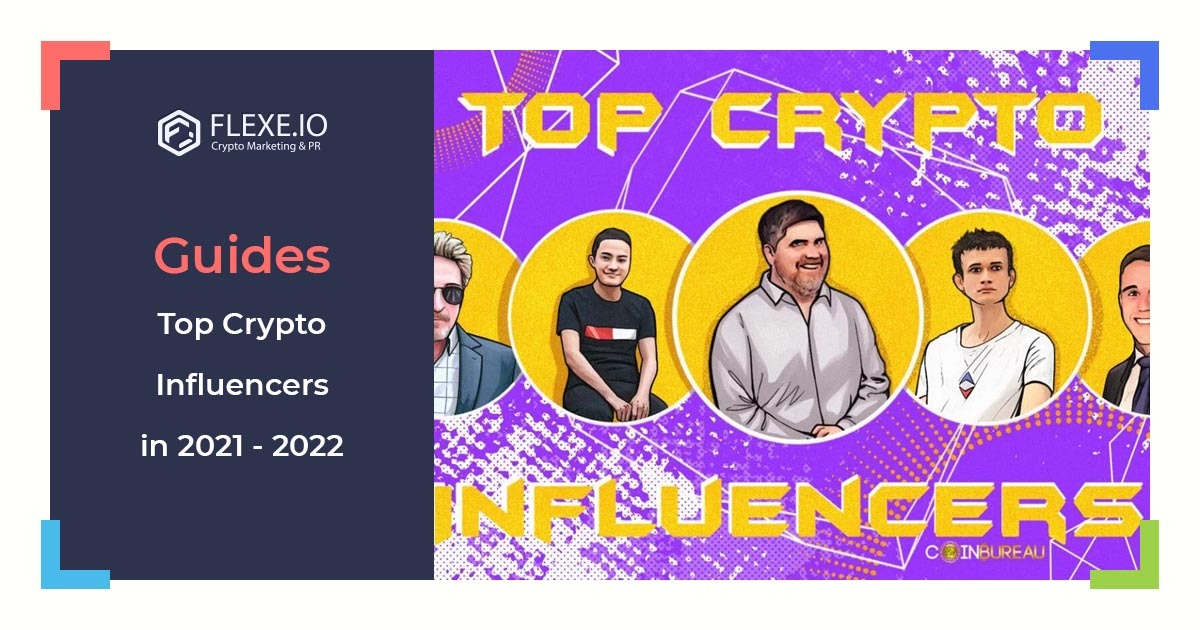 FLEXE.IO
Crypto Marketing & PR
Guides
Top Crypto
Influencers
in 2021 - 2022
TOP CRYPTO
INFLUENCERS
COINBUREAU